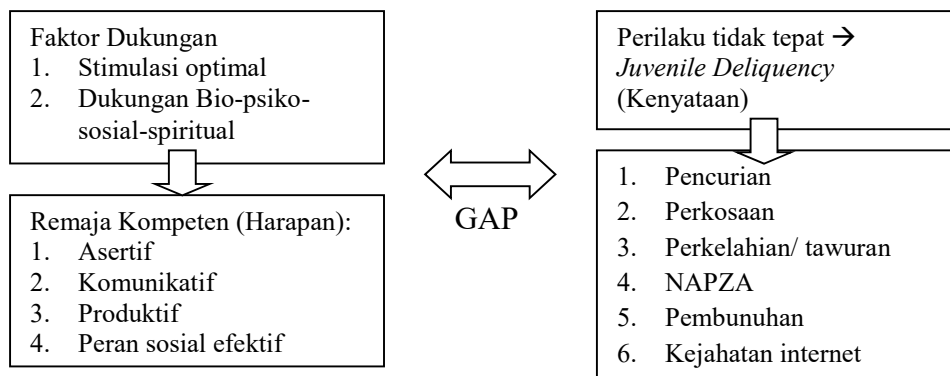 Faktor Dukungan
1. Stimulasi optimal
2. Dukungan Bio-psiko-
sosial-spiritual
Remaja Kompeten (Harapan):
1. Asertif
2. Komunikatif
3. Produktif
4. Peran sosial efektif
GAP
Perilaku tidak tepat →
Juvenile Deliquency
(Kenyataan)
1. Pencurian
2. Perkosaan
3. Perkelahian/ tawuran
4. NAPZA
5. Pembunuhan
6. Kejahatan internet